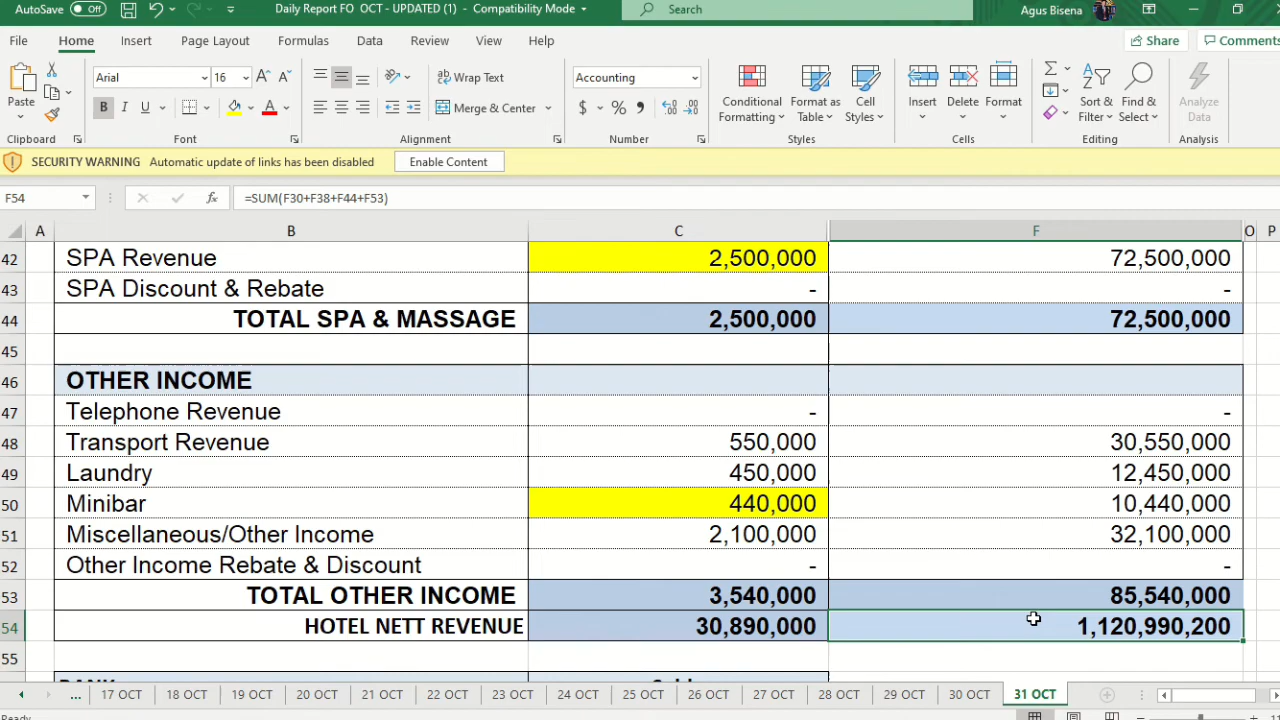 AutoSave Off Daily Report FO OCT - UPDATED (1) - Compatibility Mode Search Agus Bisena
File Home Insert Page Layout Formulas Data Review View Help Share Comments
Paste Arial 16 Wrap Text Accounting Conditional Formatting Format as Table Cell Styles Insert Delete Format Sort & Filter Find & Select Analyze Data
B I U A Merge & Center $ %
Clipboard Font Alignment Number Styles Cells Editing Analysis
SECURITY WARNING Automatic update of links has been disabled Enable Content
F54 fx =SUM(F30+F38+F44+F53)
A B C F O P
42 SPA Revenue 2,500,000 72,500,000
43 SPA Discount & Rebate - -
44 TOTAL SPA & MASSAGE 2,500,000 72,500,000
45
46 OTHER INCOME
47 Telephone Revenue - -
48 Transport Revenue 550,000 30,550,000
49 Laundry 450,000 12,450,000
50 Minibar 440,000 10,440,000
51 Miscellaneous/Other Income 2,100,000 32,100,000
52 Other Income Rebate & Discount - -
53 TOTAL OTHER INCOME 3,540,000 85,540,000
54 HOTEL NETT REVENUE 30,890,000 1,120,990,200
55
... 17 OCT 18 OCT 19 OCT 20 OCT 21 OCT 22 OCT 23 OCT 24 OCT 25 OCT 26 OCT 27 OCT 28 OCT 29 OCT 30 OCT 31 OCT